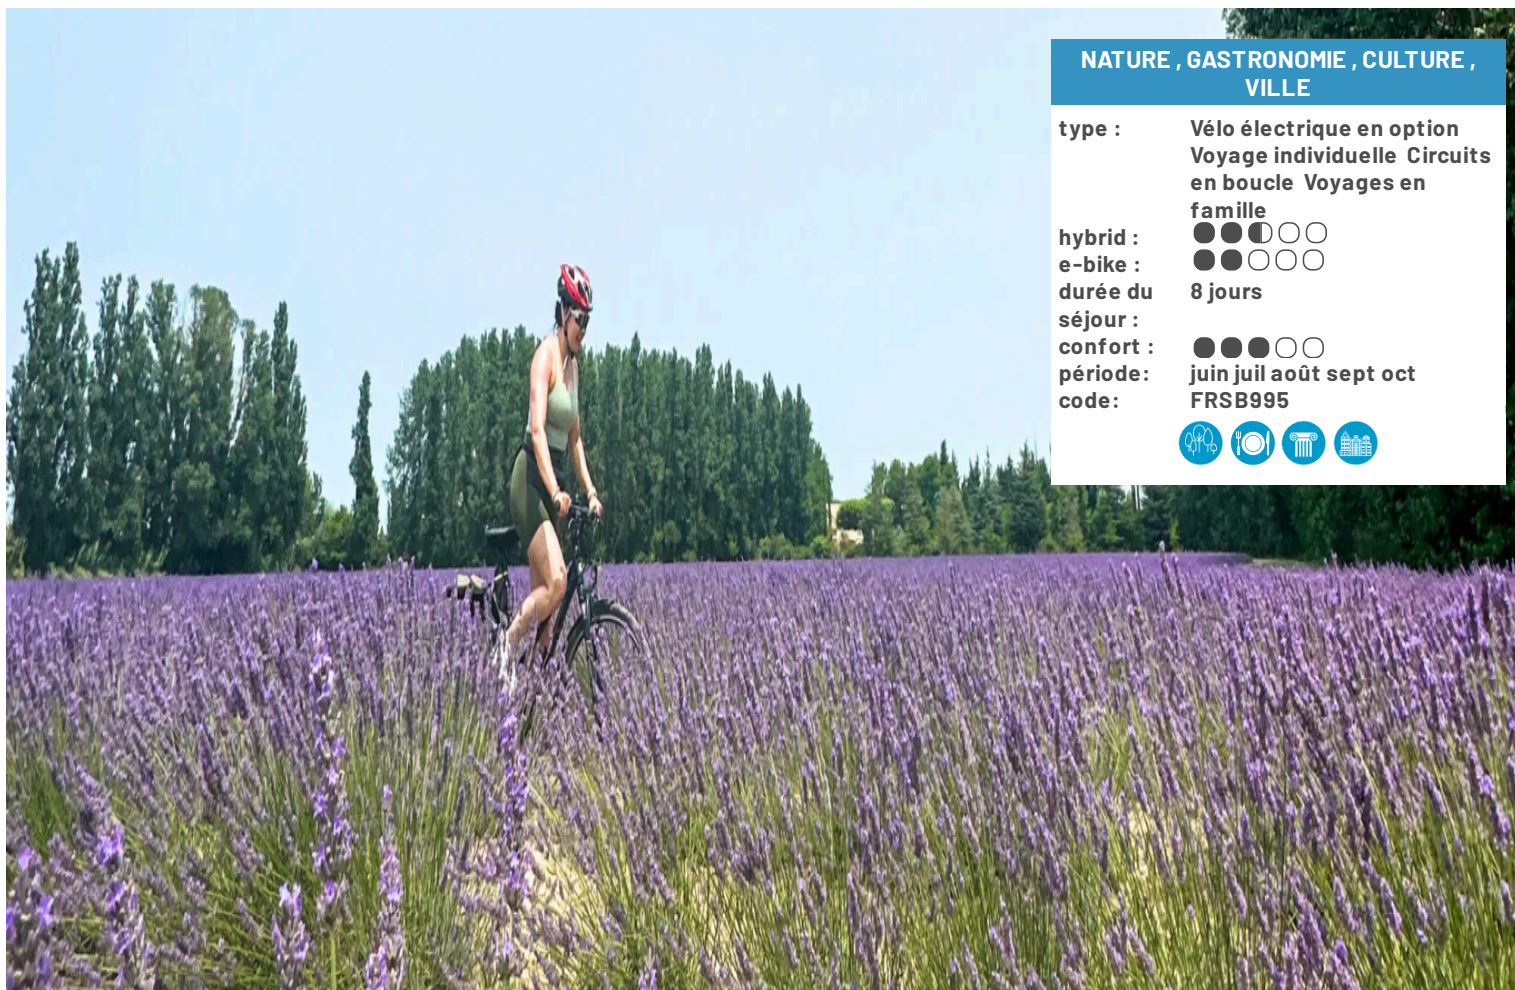 NATURE , GASTRONOMIE , CULTURE ,
VILLE
type : Vélo électrique en option
Voyage individuelle Circuits
en boucle Voyages en
famille
hybrid :
e-bike :
durée du 8 jours
séjour :
confort :
période: juin juil août sept oct
code: FRSB995